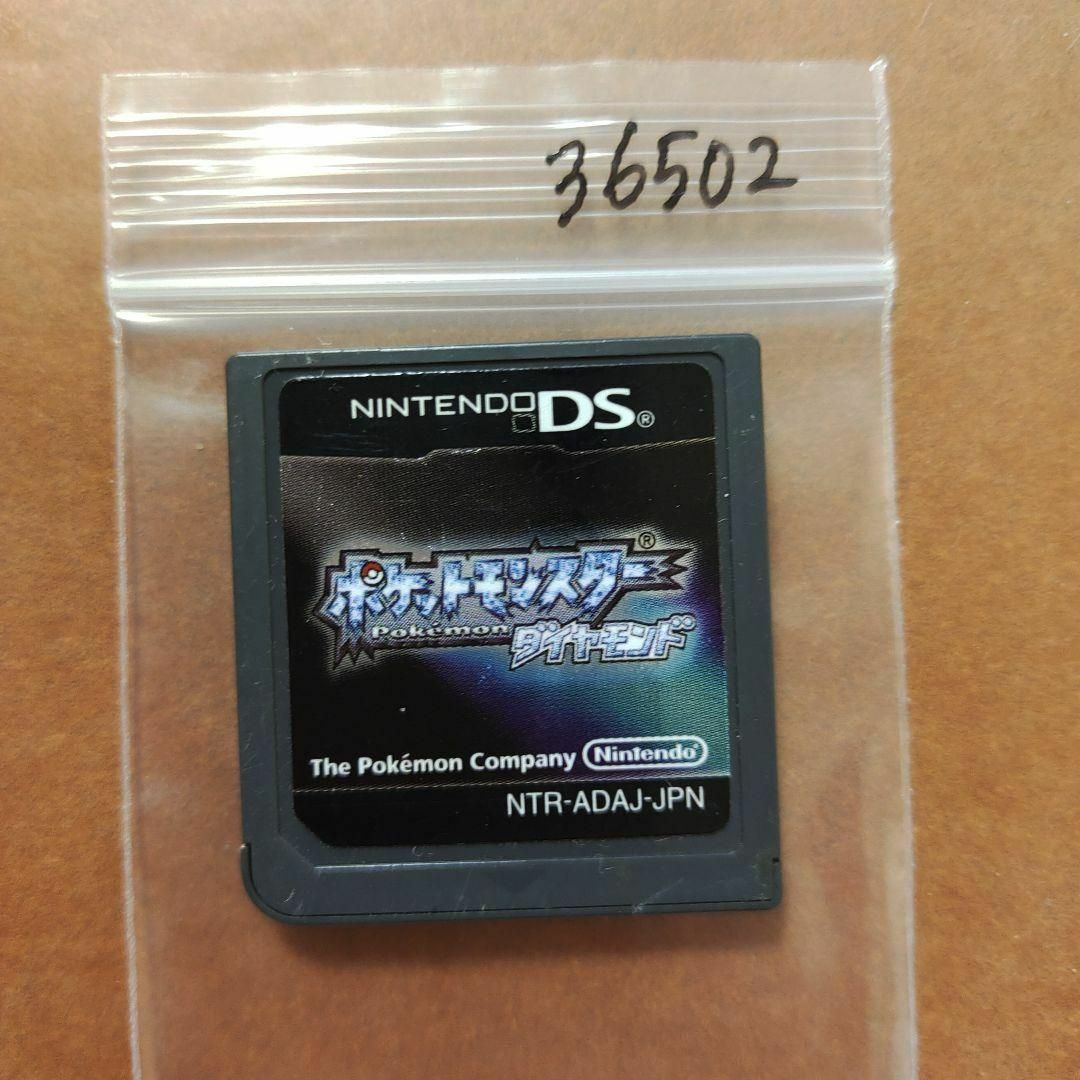 36502
NINTENDO DS®
ポケットモンスター®
Pokémon ダイヤモンド
The Pokémon Company Nintendo®
NTR-ADAJ-JPN